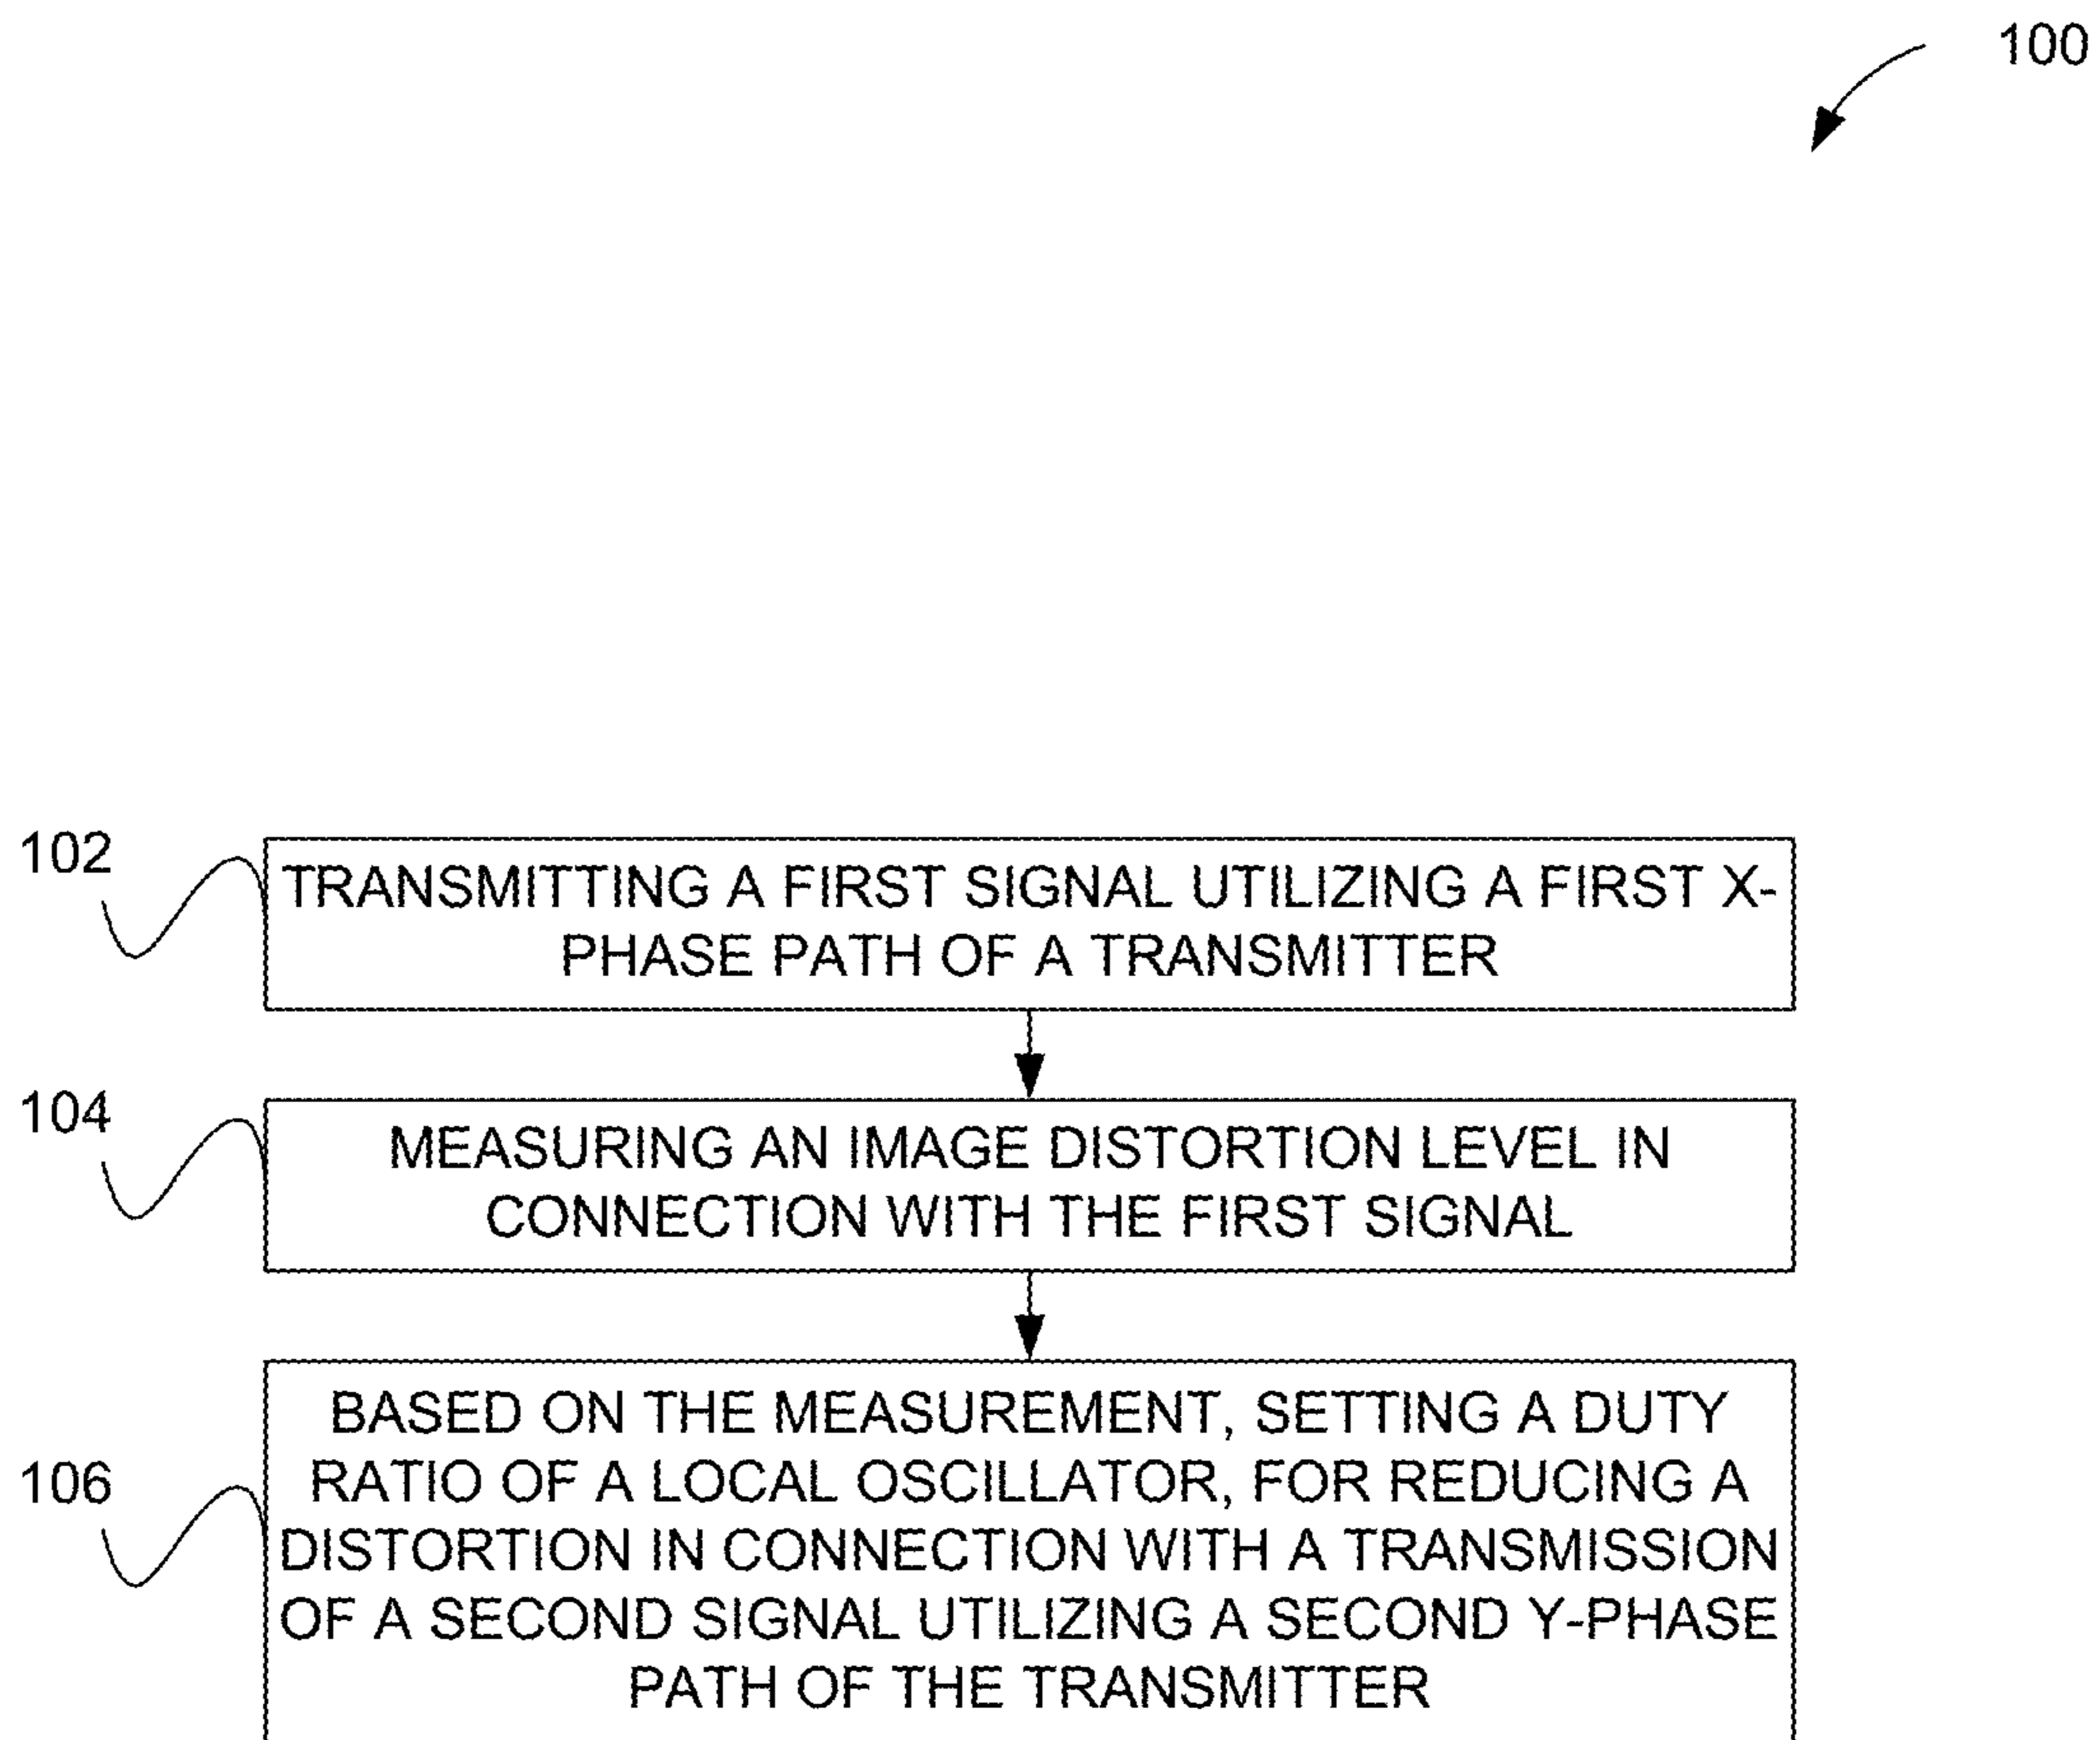 100
102
TRANSMITTING A FIRST SIGNAL UTILIZING A FIRST X-
PHASE PATH OF A TRANSMITTER
104
MEASURING AN IMAGE DISTORTION LEVEL IN
CONNECTION WITH THE FIRST SIGNAL
106
BASED ON THE MEASUREMENT, SETTING A DUTY
RATIO OF A LOCAL OSCILLATOR, FOR REDUCING A
DISTORTION IN CONNECTION WITH A TRANSMISSION
OF A SECOND SIGNAL UTILIZING A SECOND Y-PHASE
PATH OF THE TRANSMITTER